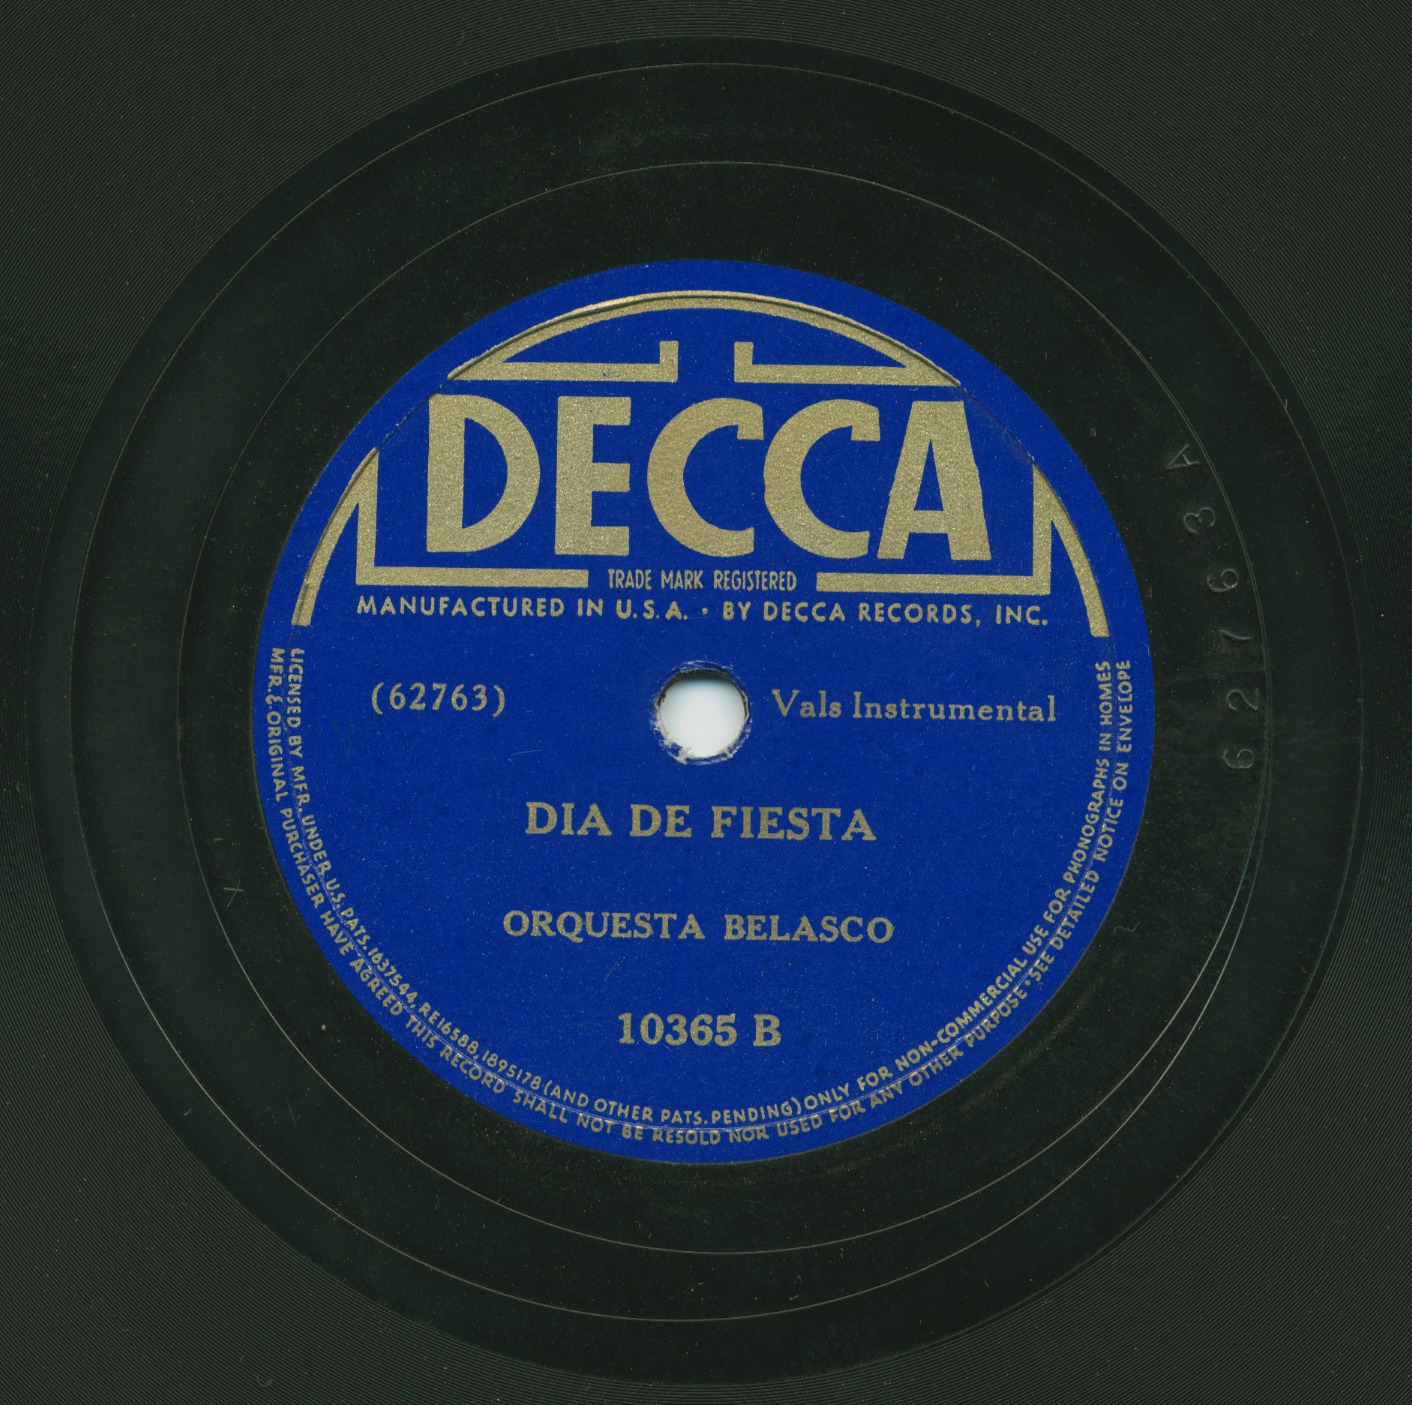 DECCA
TRADE MARK REGISTERED
MANUFACTURED IN U.S.A. · BY DECCA RECORDS, INC.
(62763)
Vals Instrumental
DIA DE FIESTA
ORQUESTA BELASCO
10365 B
LICENSED BY MFR. UNDER U.S. PATS. 1637544, RE16588, 1895178 (AND OTHER PATS. PENDING) ONLY FOR NON-COMMERCIAL USE FOR PHONOGRAPHS IN HOMES
MFR. & ORIGINAL PURCHASER HAVE AGREED THIS RECORD SHALL NOT BE RESOLD NOR USED FOR ANY OTHER PURPOSE · SEE DETAILED NOTICE ON ENVELOPE
62763A